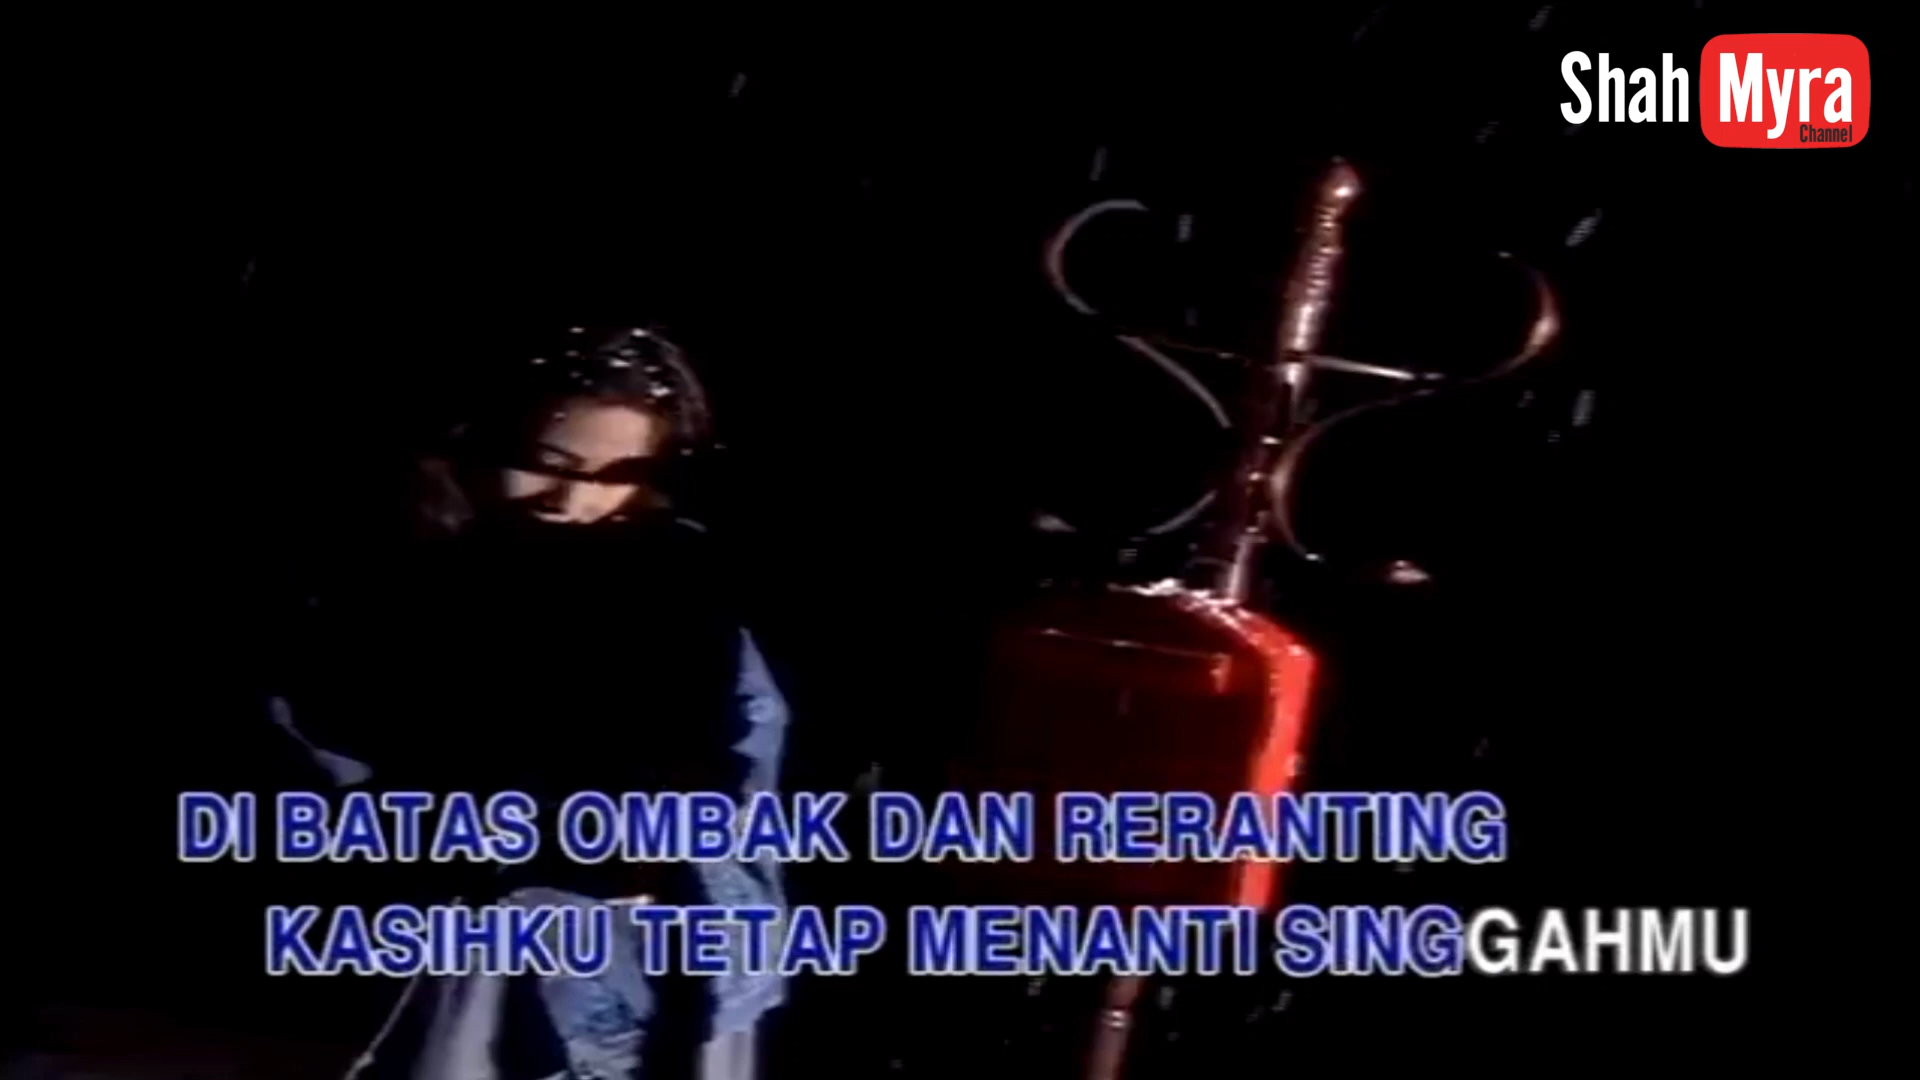 Shah Myra
Channel
DI BATAS OMBAK DAN RERANTING
KASIHKU TETAP MENANTI SINGGAHMU